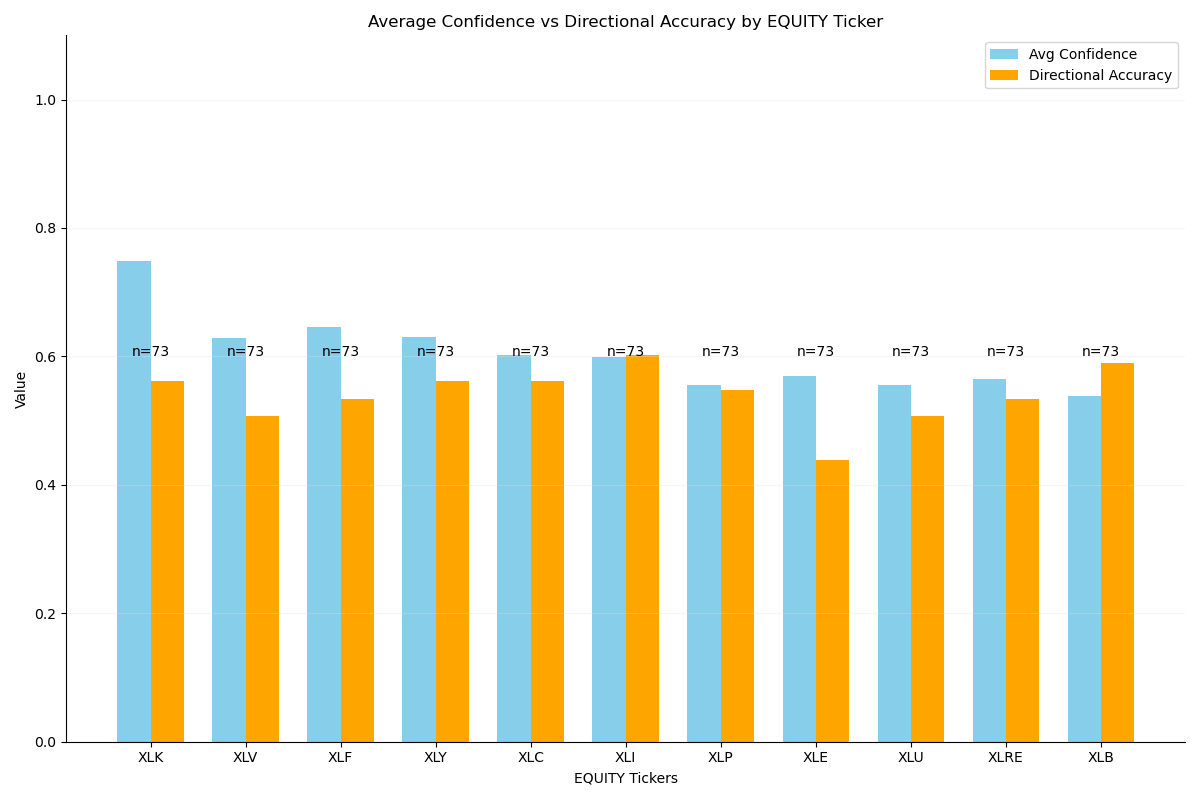 Average Confidence vs Directional Accuracy by EQUITY Ticker
Avg Confidence
Directional Accuracy
Value
1.0
0.8
0.6
0.4
0.2
0.0
n=73 n=73 n=73 n=73 n=73 n=73 n=73 n=73 n=73 n=73 n=73
XLK XLV XLF XLY XLC XLI XLP XLE XLU XLRE XLB
EQUITY Tickers